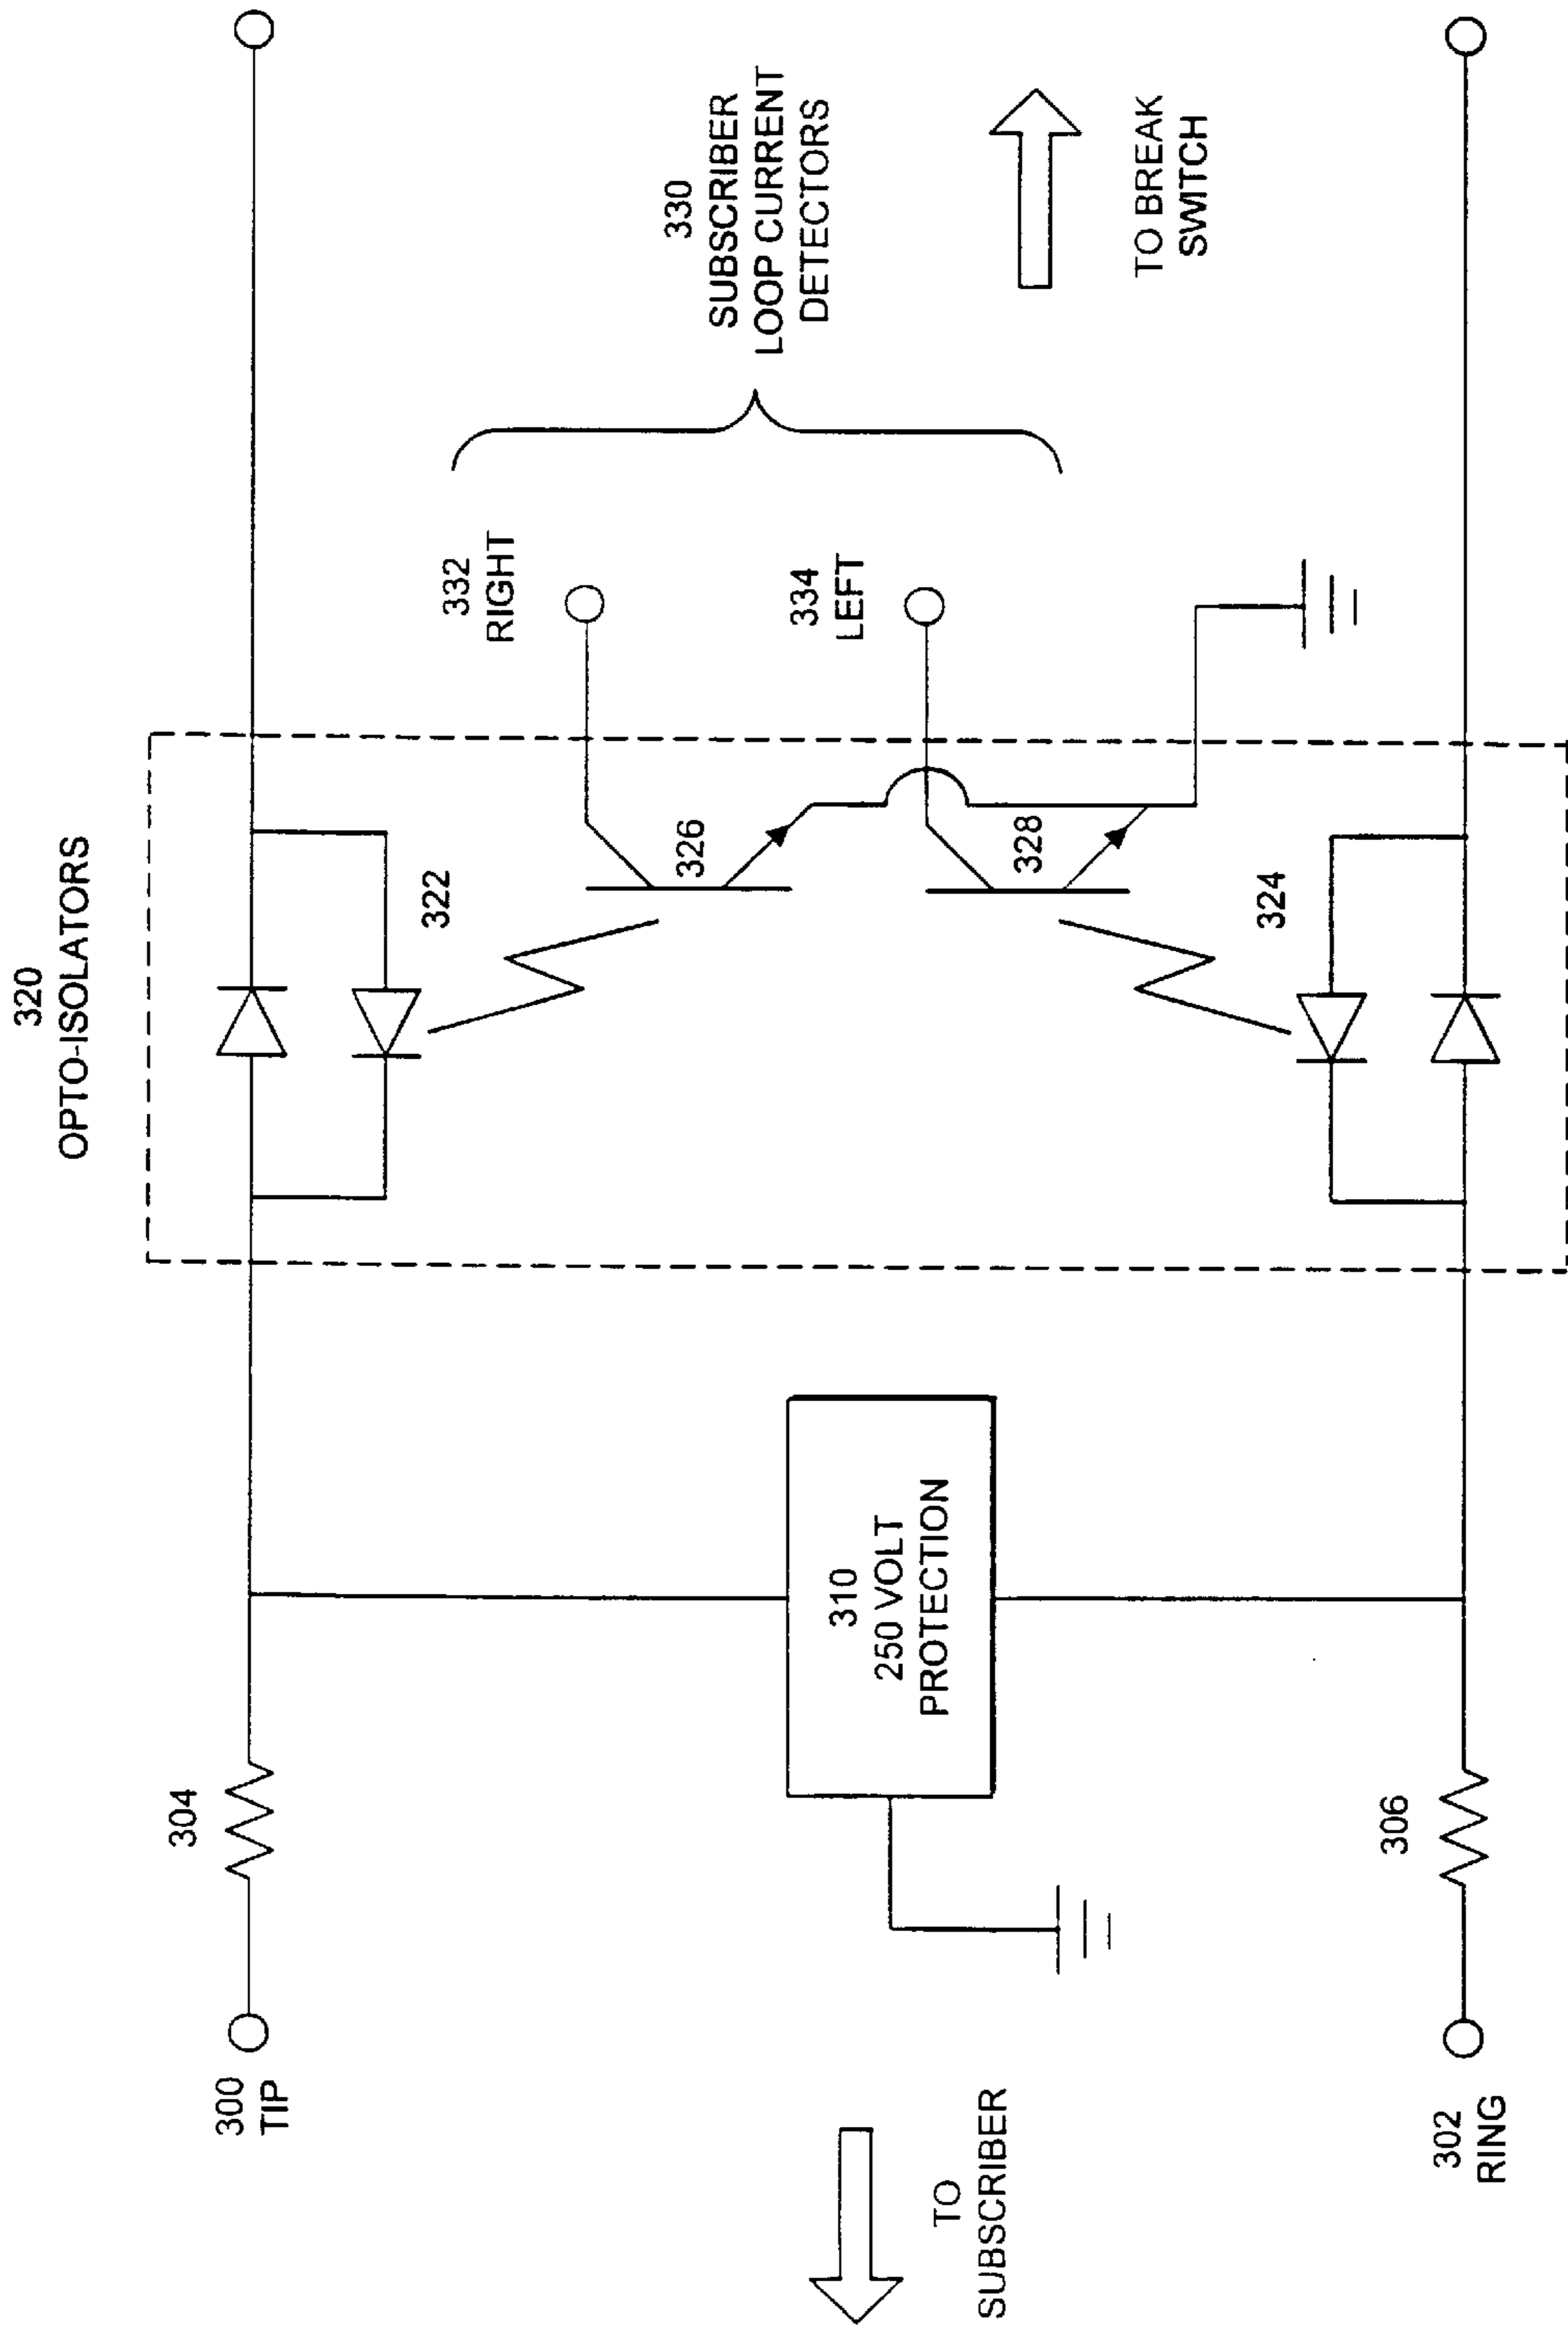 320
OPTO-ISOLATORS
300
TIP
304
322
326
332
RIGHT
330
SUBSCRIBER
LOOP CURRENT
DETECTORS
310
250 VOLT
PROTECTION
328
334
LEFT
TO
SUBSCRIBER
TO BREAK
SWITCH
324
306
302
RING